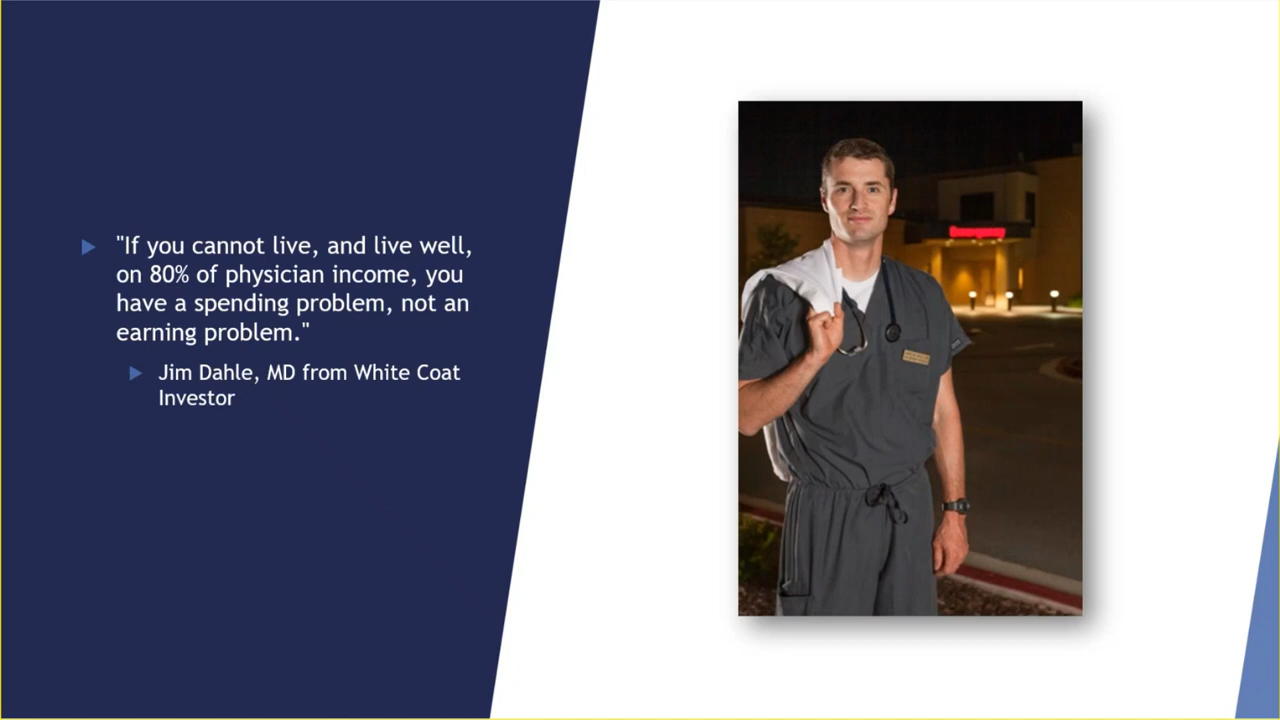 "If you cannot live, and live well,
on 80% of physician income, you
have a spending problem, not an
earning problem."
Jim Dahle, MD from White Coat
Investor
Emergency